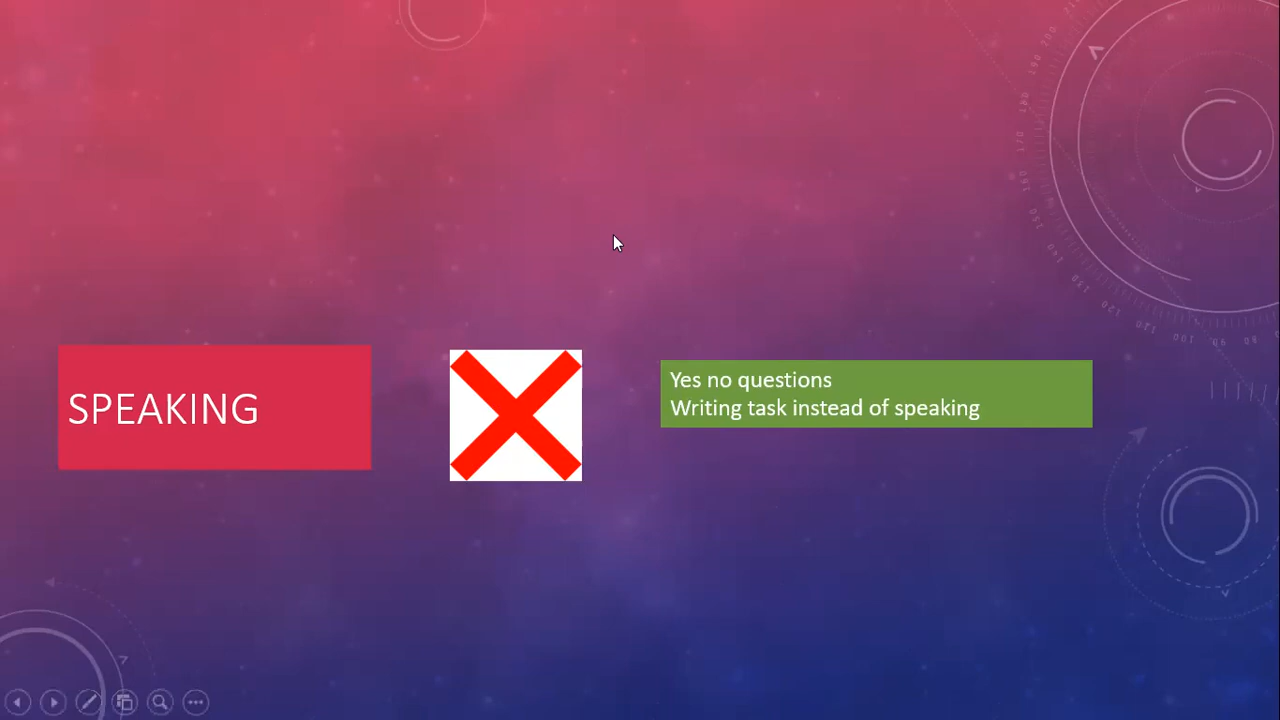 SPEAKING
Yes no questions
Writing task instead of speaking